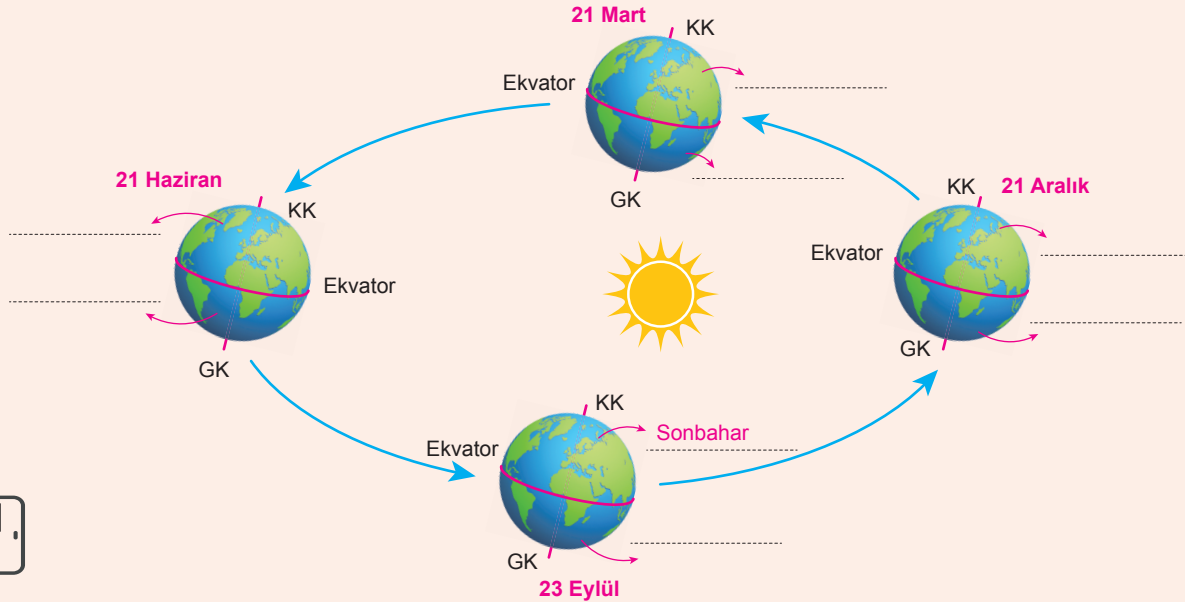 21 Mart
KK
Ekvator
GK
21 Haziran
KK
Ekvator
GK
KK
21 Aralık
Ekvator
GK
KK
Ekvator
Sonbahar
GK
23 Eylül